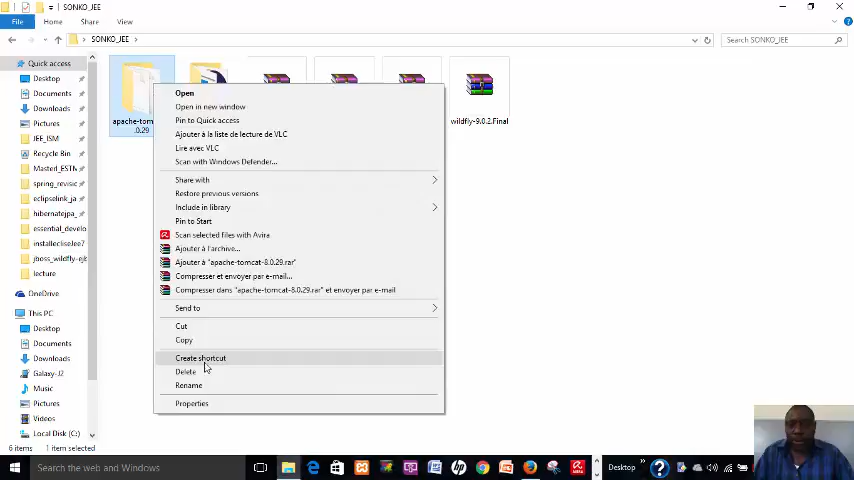 SONKO_JEE
File
Home
Share
View
SONKO_JEE
Search SONKO_JEE
Quick access
Desktop
Documents
Downloads
Pictures
JEE_ISM
Recycle Bin
Masted_ESTM
spring_revisic
eclipselink_ja
hibernatejpa_
essential_develo
installecliseJee7
jboss_wildfly-ejb
lecture
OneDrive
This PC
Desktop
Documents
Downloads
Galaxy-J2
Music
Pictures
Videos
Local Disk (C:)
apache-tom
.0.29
wildfly-9.0.2.Final
Open
Open in new window
Pin to Quick access
Ajouter à la liste de lecture de VLC
Lire avec VLC
Scan with Windows Defender...
Share with
Restore previous versions
Include in library
Pin to Start
Scan selected files with Avira
Ajouter à l'archive...
Ajouter à "apache-tomcat-8.0.29.rar"
Compresser et envoyer par e-mail...
Compresser dans "apache-tomcat-8.0.29.rar" et envoyer par e-mail
Send to
Cut
Copy
Create shortcut
Delete
Rename
Properties
6 items
1 item selected
Search the web and Windows
Desktop